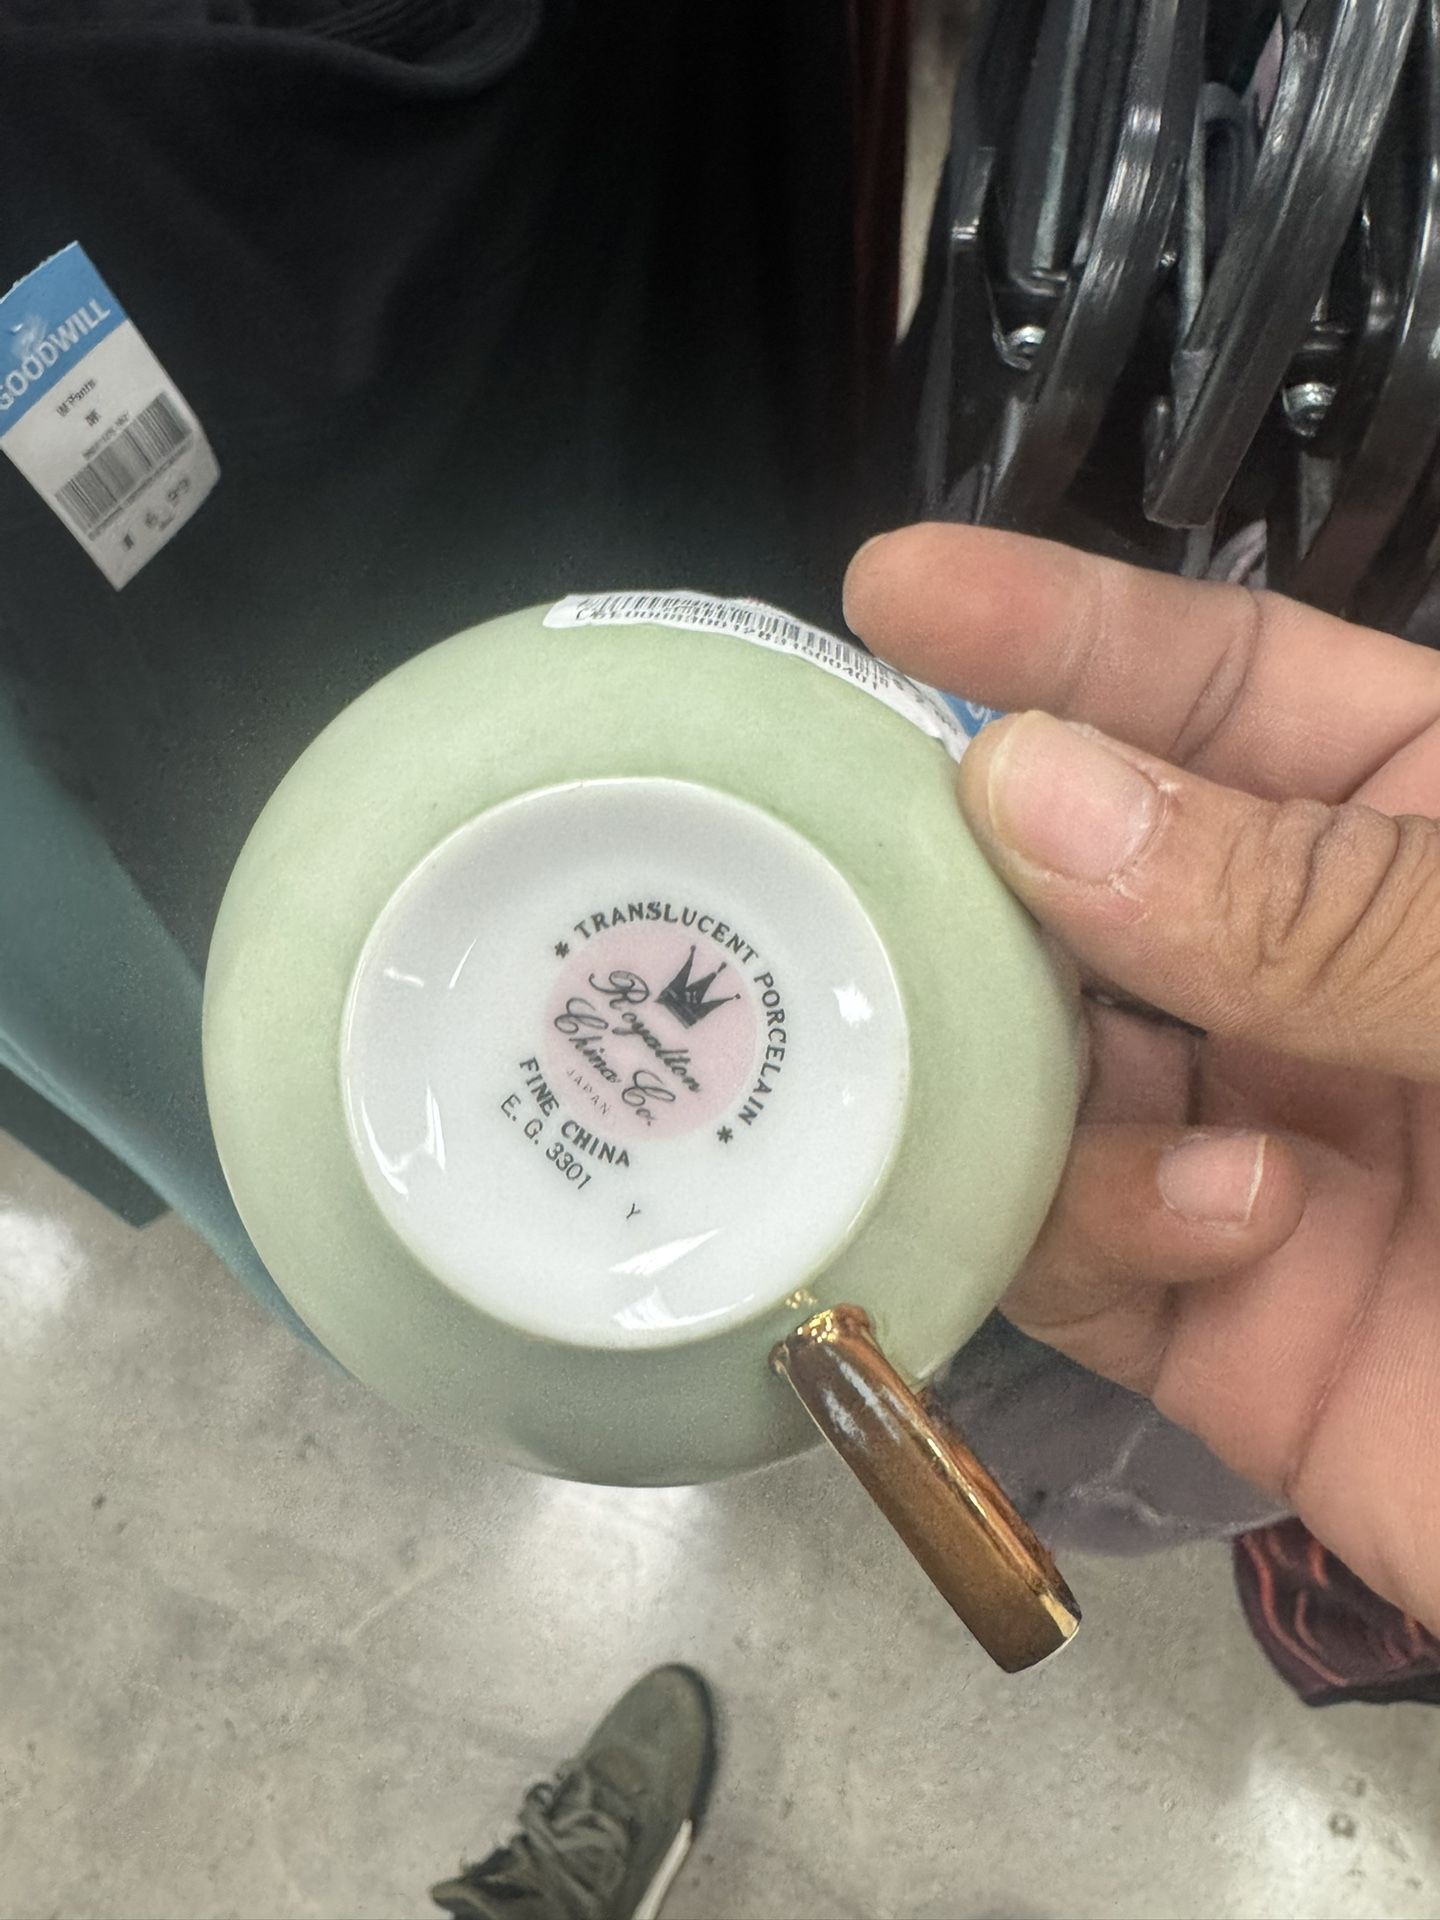 GOODWILL
* TRANSLUCENT PORCELAIN *
Royalton
China Co.
JAPAN
FINE CHINA
E. G. 3301
Y